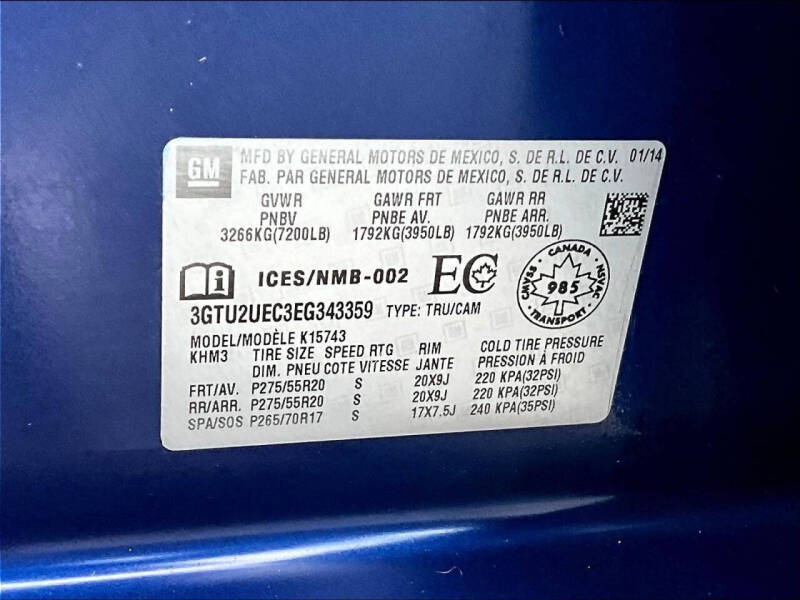 GM
MFD BY GENERAL MOTORS DE MEXICO, S. DE R.L. DE C.V. 01/14
FAB. PAR GENERAL MOTORS DE MEXICO, S. DE R.L. DE C.V.
GVWR GAWR FRT GAWR RR
PNBV PNBE AV. PNBE ARR.
3266KG(7200LB) 1792KG(3950LB) 1792KG(3950LB)
ICES/NMB-002 EC
CANADA
CMVSS 985 NSVAC
TRANSPORT
3GTU2UEC3EG343359 TYPE: TRU/CAM
MODEL/MODÈLE K15743
KHM3 TIRE SIZE SPEED RTG RIM COLD TIRE PRESSURE
DIM. PNEU COTE VITESSE JANTE PRESSION À FROID
FRT/AV. P275/55R20 S 20X9J 220 KPA(32PSI)
RR/ARR. P275/55R20 S 20X9J 220 KPA(32PSI)
SPA/SOS P265/70R17 S 17X7.5J 240 KPA(35PSI)